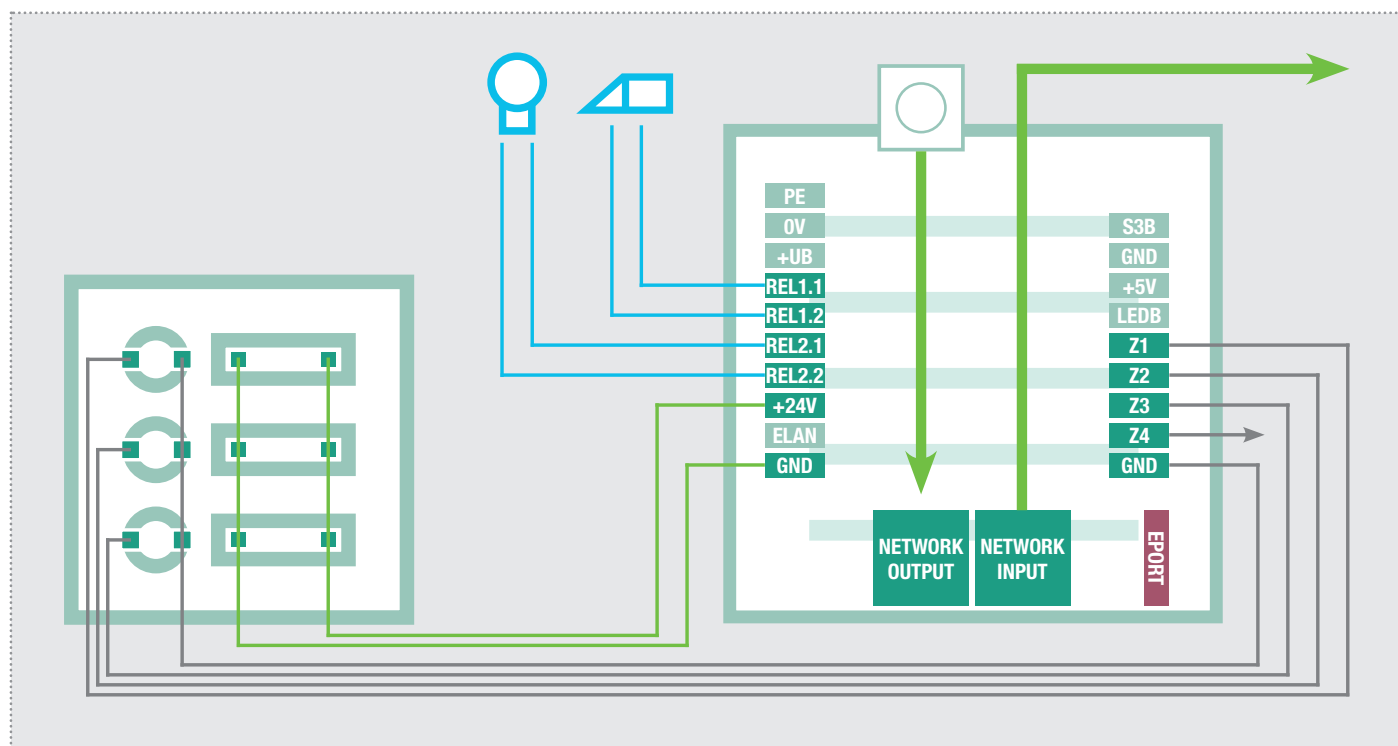 PE
0V
+UB
REL1.1
REL1.2
REL2.1
REL2.2
+24V
ELAN
GND
S3B
GND
+5V
LEDB
Z1
Z2
Z3
Z4
GND
NETWORK
OUTPUT
NETWORK
INPUT
EPORT